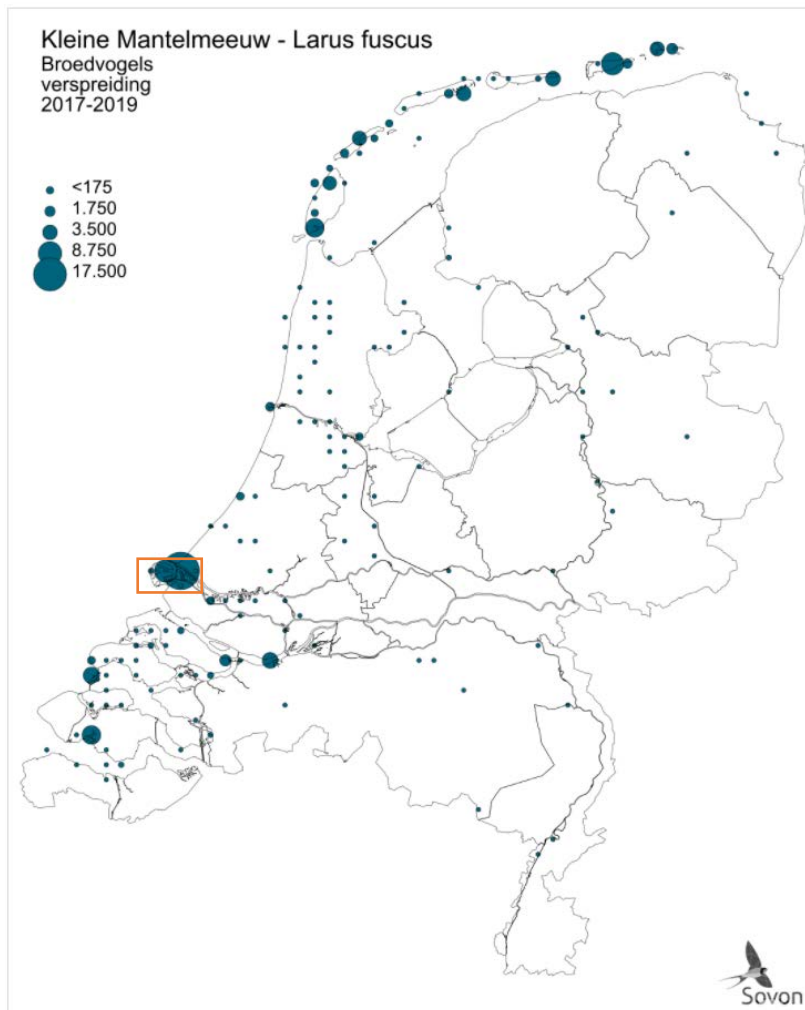 Kleine Mantelmeeuw - Larus fuscus
Broedvogels
verspreiding
2017-2019
<175
1.750
3.500
8.750
17.500
Sovon